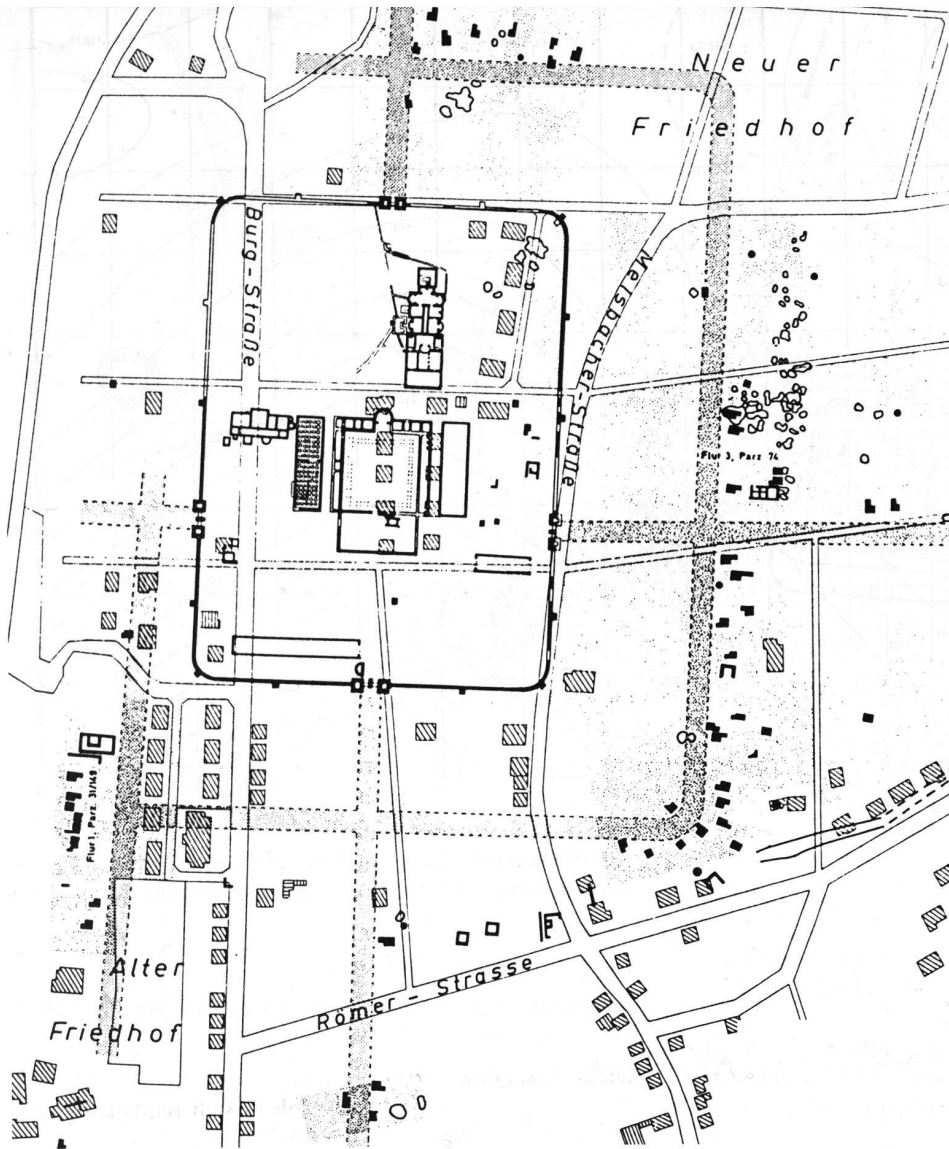 Neuer
Friedhof
Burg-Straße
Melsbacher-Straße
Flur 3, Parz 74
Flur 1, Parz. 31/149
Alter
Friedhof
Römer-Strasse